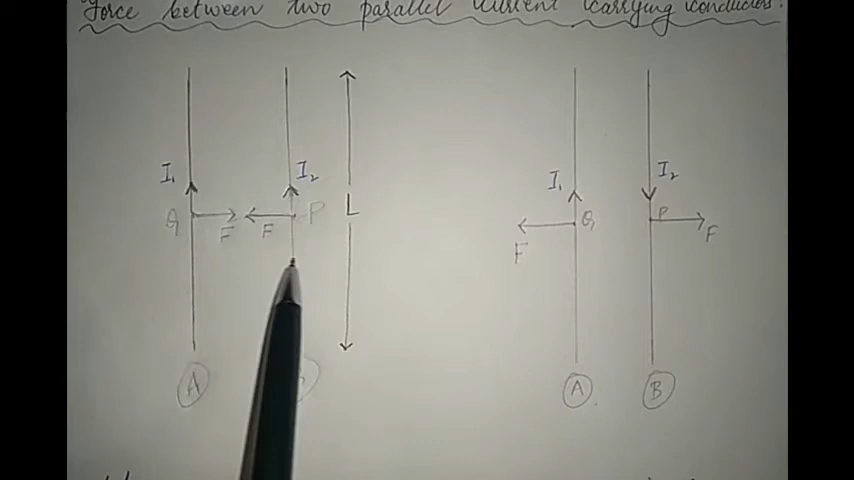 Force between two parallel current carrying conductors:
I₁ I₂ I₁ I₂
Q P L Q P
F F F F
A A B